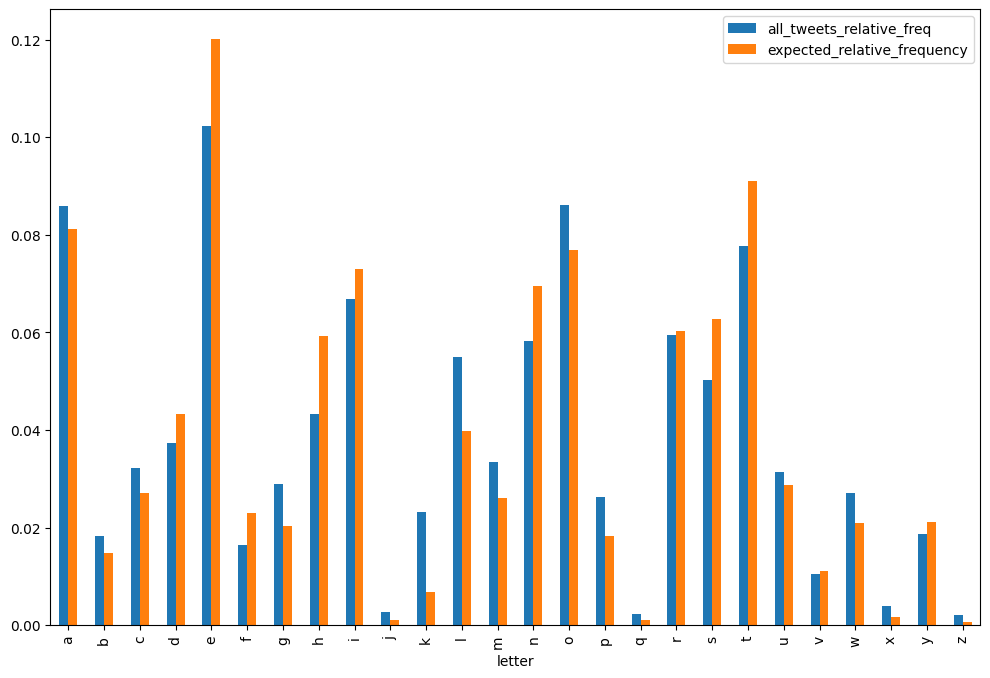 all_tweets_relative_freq
expected_relative_frequency
0.12
0.10
0.08
0.06
0.04
0.02
0.00
a b c d e f g h i j k l m n o p q r s t u v w x y z
letter